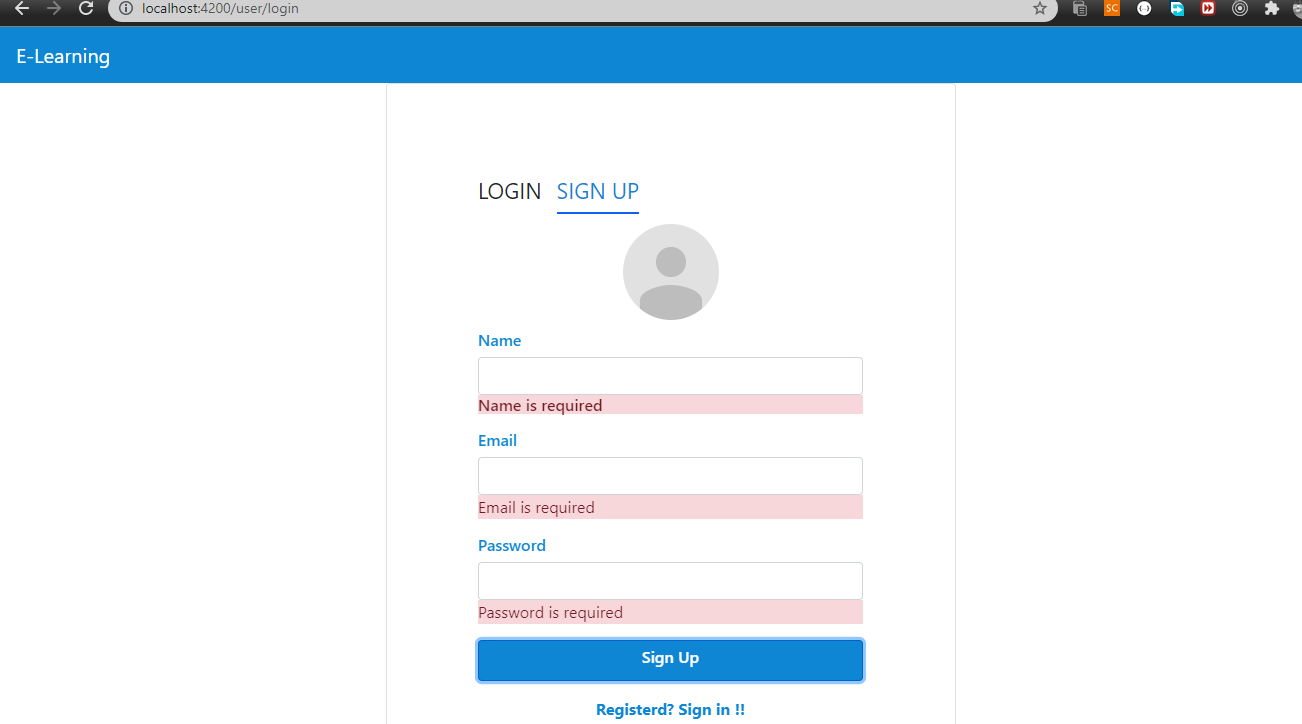 localhost:4200/user/login
SC
E-Learning
LOGIN SIGN UP
Name
Name is required
Email
Email is required
Password
Password is required
Sign Up
Registerd? Sign in !!